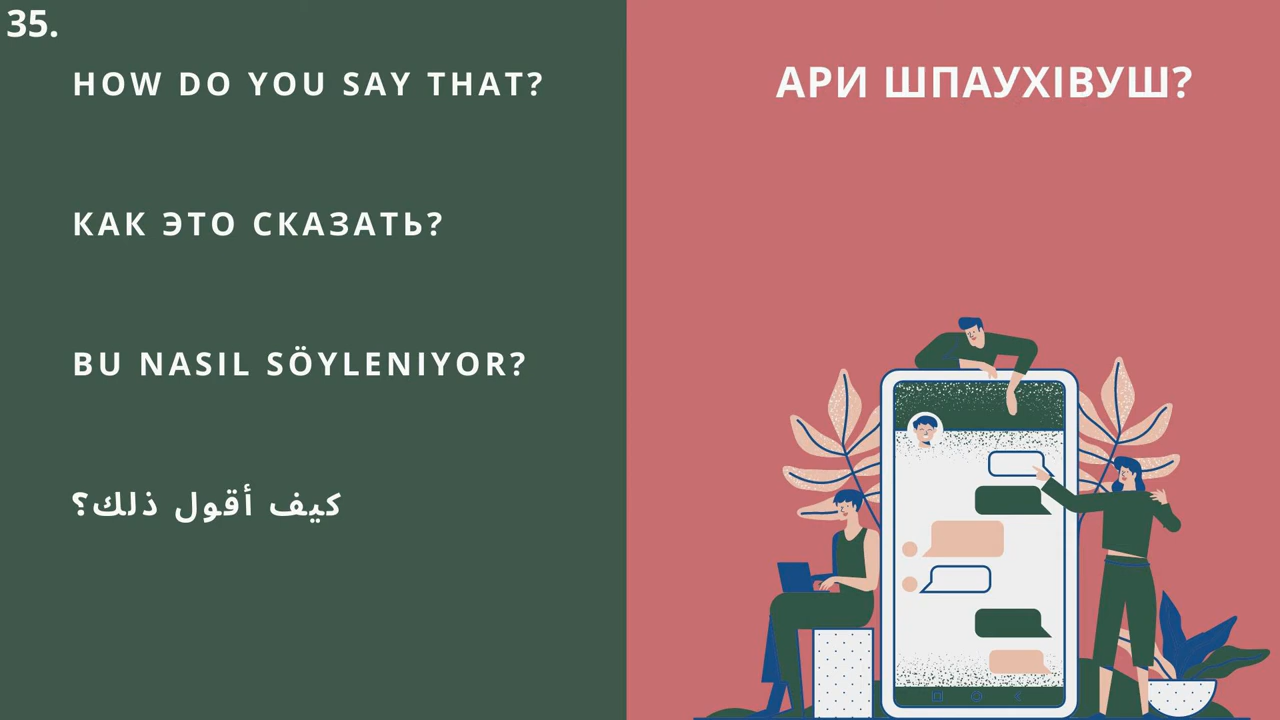 35.
HOW DO YOU SAY THAT?
КАК ЭТО СКАЗАТЬ?
BU NASIL SÖYLENIYOR?
كيف أقول ذلك؟
АРИ ШПАУХІВУШ?